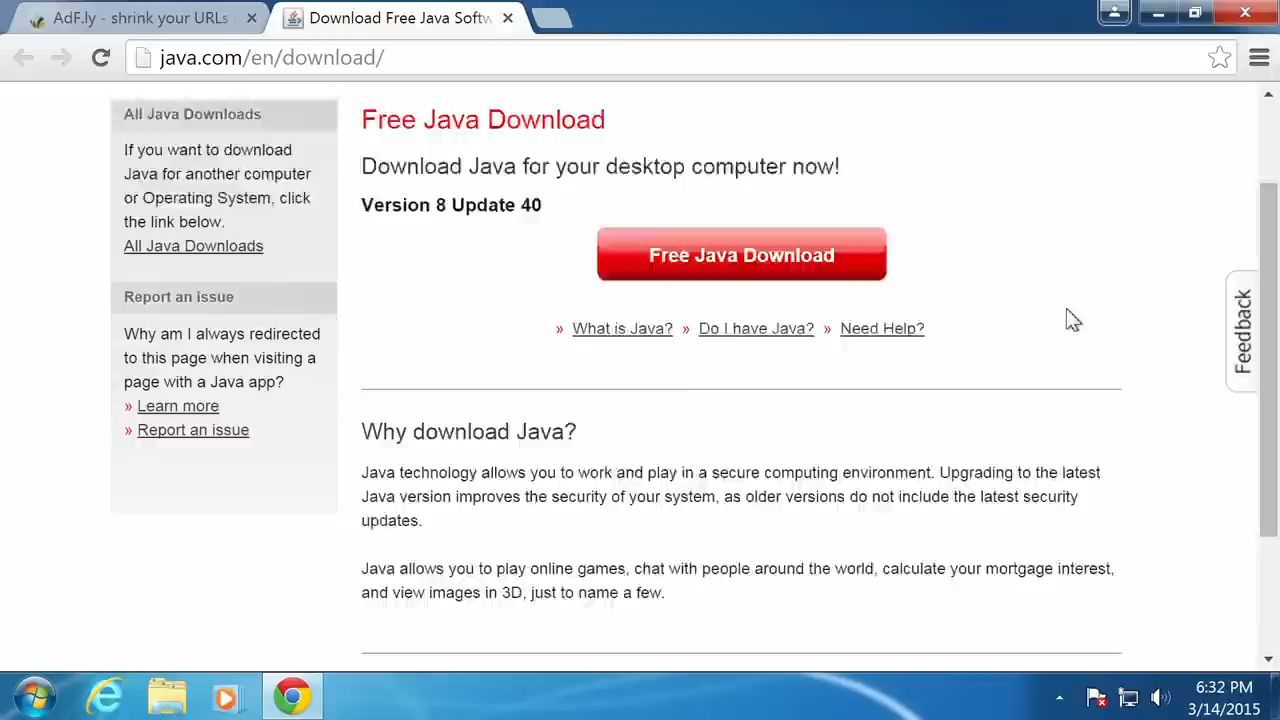 AdF.ly - shrink your URLs
Download Free Java Softw
java.com/en/download/
All Java Downloads
If you want to download
Java for another computer
or Operating System, click
the link below.
All Java Downloads
Report an issue
Why am I always redirected
to this page when visiting a
page with a Java app?
» Learn more
» Report an issue
Free Java Download
Download Java for your desktop computer now!
Version 8 Update 40
Free Java Download
» What is Java? » Do I have Java? » Need Help?
Why download Java?
Java technology allows you to work and play in a secure computing environment. Upgrading to the latest
Java version improves the security of your system, as older versions do not include the latest security
updates.
Java allows you to play online games, chat with people around the world, calculate your mortgage interest,
and view images in 3D, just to name a few.
Feedback
6:32 PM
3/14/2015